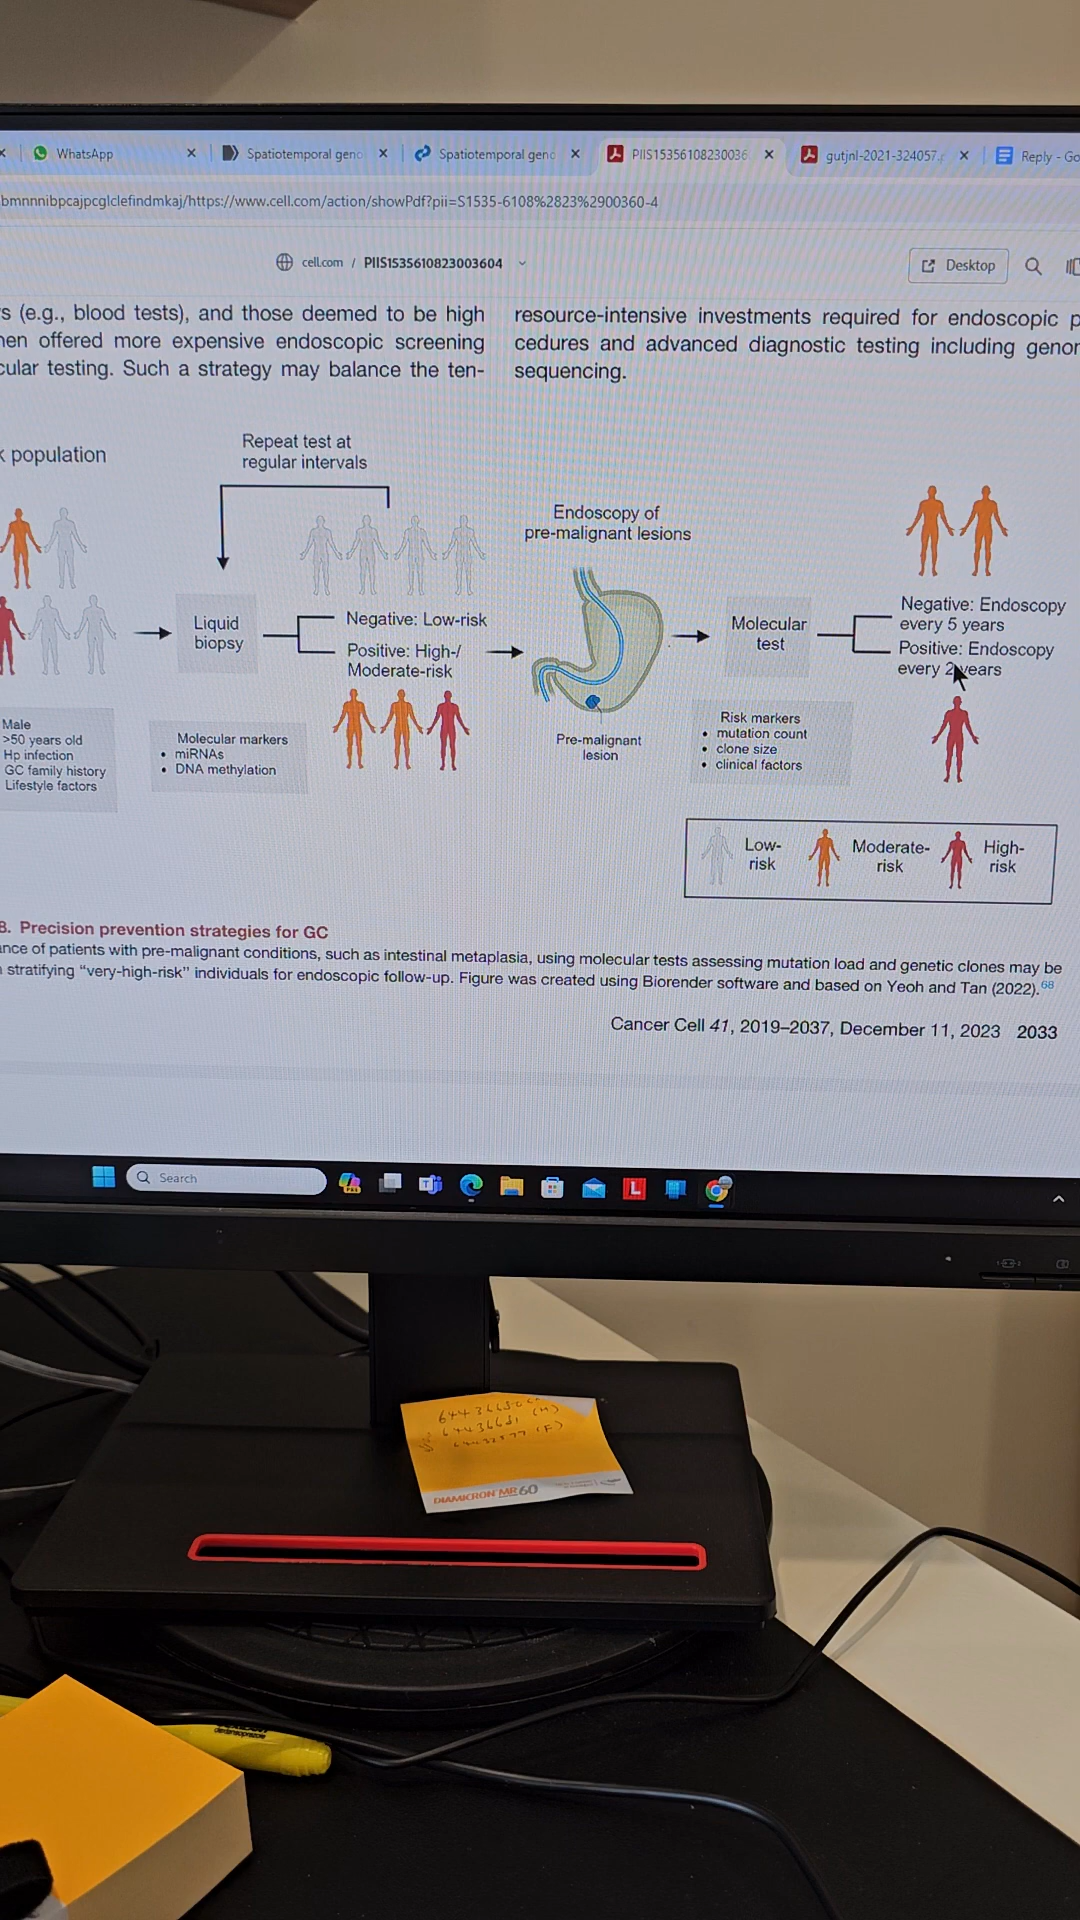 WhatsApp
Spatiotemporal geno
Spatiotemporal geno
PIIS15356108230036
gutjnl-2021-324057.p
Reply - Go
bmnnnibpcajpcglclefindmkaj/https://www.cell.com/action/showPdf?pii=S1535-6108%2823%2900360-4
cell.com / PIIS1535610823003604
Desktop
s (e.g., blood tests), and those deemed to be high
hen offered more expensive endoscopic screening
cular testing. Such a strategy may balance the ten-
resource-intensive investments required for endoscopic p
cedures and advanced diagnostic testing including genom
sequencing.
k population
Repeat test at
regular intervals
Liquid
biopsy
Negative: Low-risk
Positive: High-/
Moderate-risk
Endoscopy of
pre-malignant lesions
Pre-malignant
lesion
Molecular
test
Negative: Endoscopy
every 5 years
Positive: Endoscopy
every 2 years
Male
>50 years old
Hp infection
GC family history
Lifestyle factors
Molecular markers
• miRNAs
• DNA methylation
Risk markers
• mutation count
• clone size
• clinical factors
Low-
risk
Moderate-
risk
High-
risk
8. Precision prevention strategies for GC
ance of patients with pre-malignant conditions, such as intestinal metaplasia, using molecular tests assessing mutation load and genetic clones may be
n stratifying “very-high-risk” individuals for endoscopic follow-up. Figure was created using Biorender software and based on Yeoh and Tan (2022).68
Cancer Cell 41, 2019–2037, December 11, 2023 2033
Search
(M)
(F)
DIAMICRON MR 60